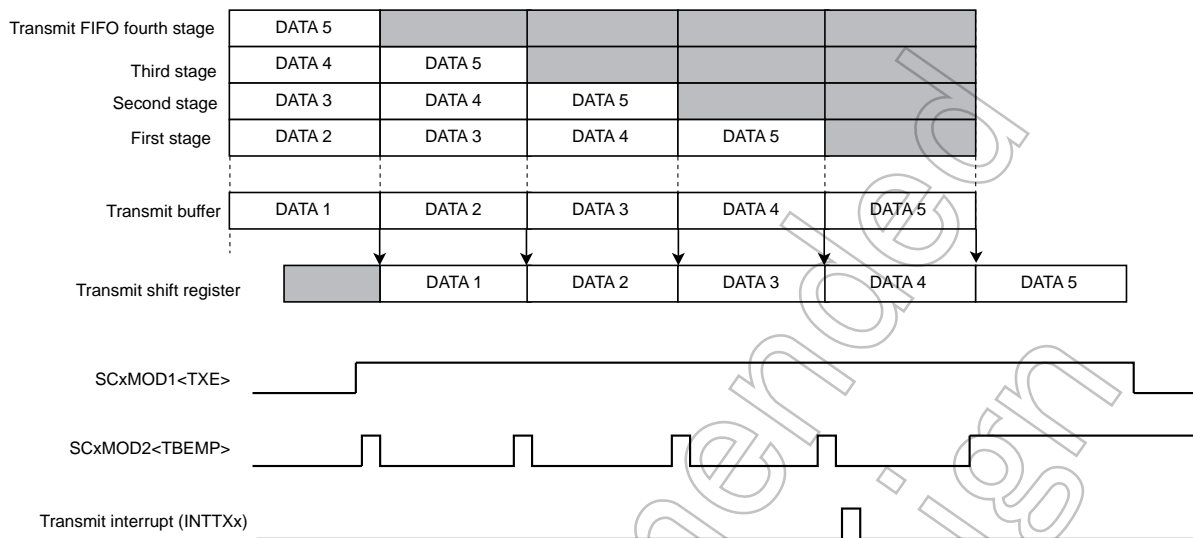 Transmit FIFO fourth stage DATA 5
Third stage DATA 4 DATA 5
Second stage DATA 3 DATA 4 DATA 5
First stage DATA 2 DATA 3 DATA 4 DATA 5
Transmit buffer DATA 1 DATA 2 DATA 3 DATA 4 DATA 5
Transmit shift register DATA 1 DATA 2 DATA 3 DATA 4 DATA 5
SCxMOD1<TXE>
SCxMOD2<TBEMP>
Transmit interrupt (INTTXx)
ended
ign